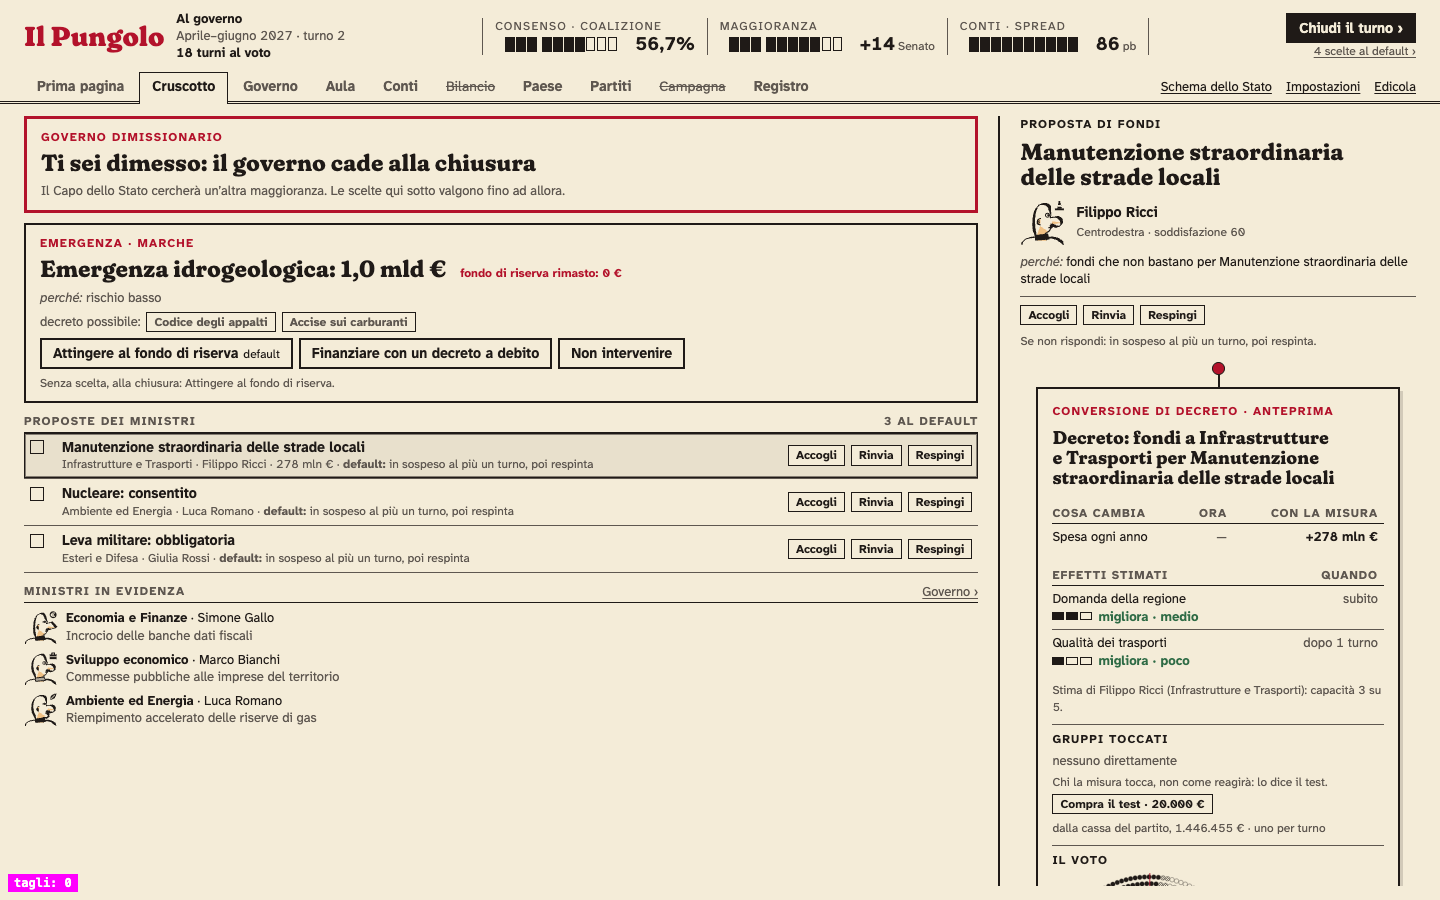 Il Pungolo
Al governo
Aprile–giugno 2027 · turno 2
18 turni al voto
CONSENSO · COALIZIONE
56,7%
MAGGIORANZA
+14 Senato
CONTI · SPREAD
86 pb
Chiudi il turno ›
4 scelte al default ›
Prima pagina
Cruscotto
Governo
Aula
Conti
Bilancio
Paese
Partiti
Campagna
Registro
Schema dello Stato
Impostazioni
Edicola
GOVERNO DIMISSIONARIO
Ti sei dimesso: il governo cade alla chiusura
Il Capo dello Stato cercherà un'altra maggioranza. Le scelte qui sotto valgono fino ad allora.
EMERGENZA · MARCHE
Emergenza idrogeologica: 1,0 mld € fondo di riserva rimasto: 0 €
perché: rischio basso
decreto possibile: Codice degli appalti Accise sui carburanti
Attingere al fondo di riserva default
Finanziare con un decreto a debito
Non intervenire
Senza scelta, alla chiusura: Attingere al fondo di riserva.
PROPOSTE DEI MINISTRI
3 AL DEFAULT
Manutenzione straordinaria delle strade locali
Infrastrutture e Trasporti · Filippo Ricci · 278 mln € · default: in sospeso al più un turno, poi respinta
Accogli Rinvia Respingi
Nucleare: consentito
Ambiente ed Energia · Luca Romano · default: in sospeso al più un turno, poi respinta
Accogli Rinvia Respingi
Leva militare: obbligatoria
Esteri e Difesa · Giulia Rossi · default: in sospeso al più un turno, poi respinta
Accogli Rinvia Respingi
MINISTRI IN EVIDENZA
Governo ›
Economia e Finanze · Simone Gallo
Incrocio delle banche dati fiscali
Sviluppo economico · Marco Bianchi
Commesse pubbliche alle imprese del territorio
Ambiente ed Energia · Luca Romano
Riempimento accelerato delle riserve di gas
tagli: 0
PROPOSTA DI FONDI
Manutenzione straordinaria
delle strade locali
Filippo Ricci
Centrodestra · soddisfazione 60
perché: fondi che non bastano per Manutenzione straordinaria delle
strade locali
Accogli Rinvia Respingi
Se non rispondi: in sospeso al più un turno, poi respinta.
CONVERSIONE DI DECRETO · ANTEPRIMA
Decreto: fondi a Infrastrutture
e Trasporti per Manutenzione
straordinaria delle strade locali
COSA CAMBIA ORA CON LA MISURA
Spesa ogni anno — +278 mln €
EFFETTI STIMATI QUANDO
Domanda della regione subito
migliora · medio
Qualità dei trasporti dopo 1 turno
migliora · poco
Stima di Filippo Ricci (Infrastrutture e Trasporti): capacità 3 su
5.
GRUPPI TOCCATI
nessuno direttamente
Chi la misura tocca, non come reagirà: lo dice il test.
Compra il test · 20.000 €
dalla cassa del partito, 1.446.455 € · uno per turno
IL VOTO